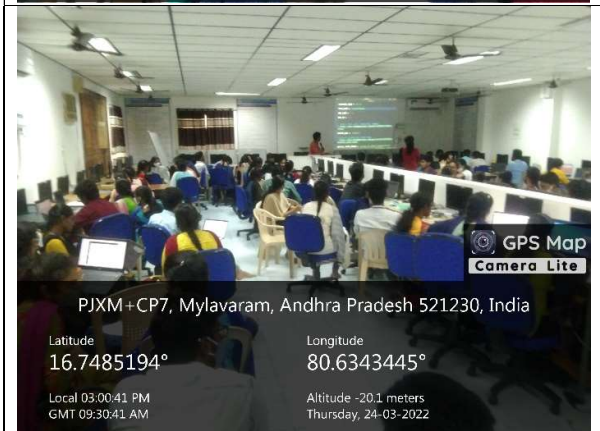 GPS Map
Camera Lite
PJXM+CP7, Mylavaram, Andhra Pradesh 521230, India
Latitude
16.7485194°
Longitude
80.6343445°
Local 03:00:41 PM
GMT 09:30:41 AM
Altitude -20.1 meters
Thursday, 24-03-2022